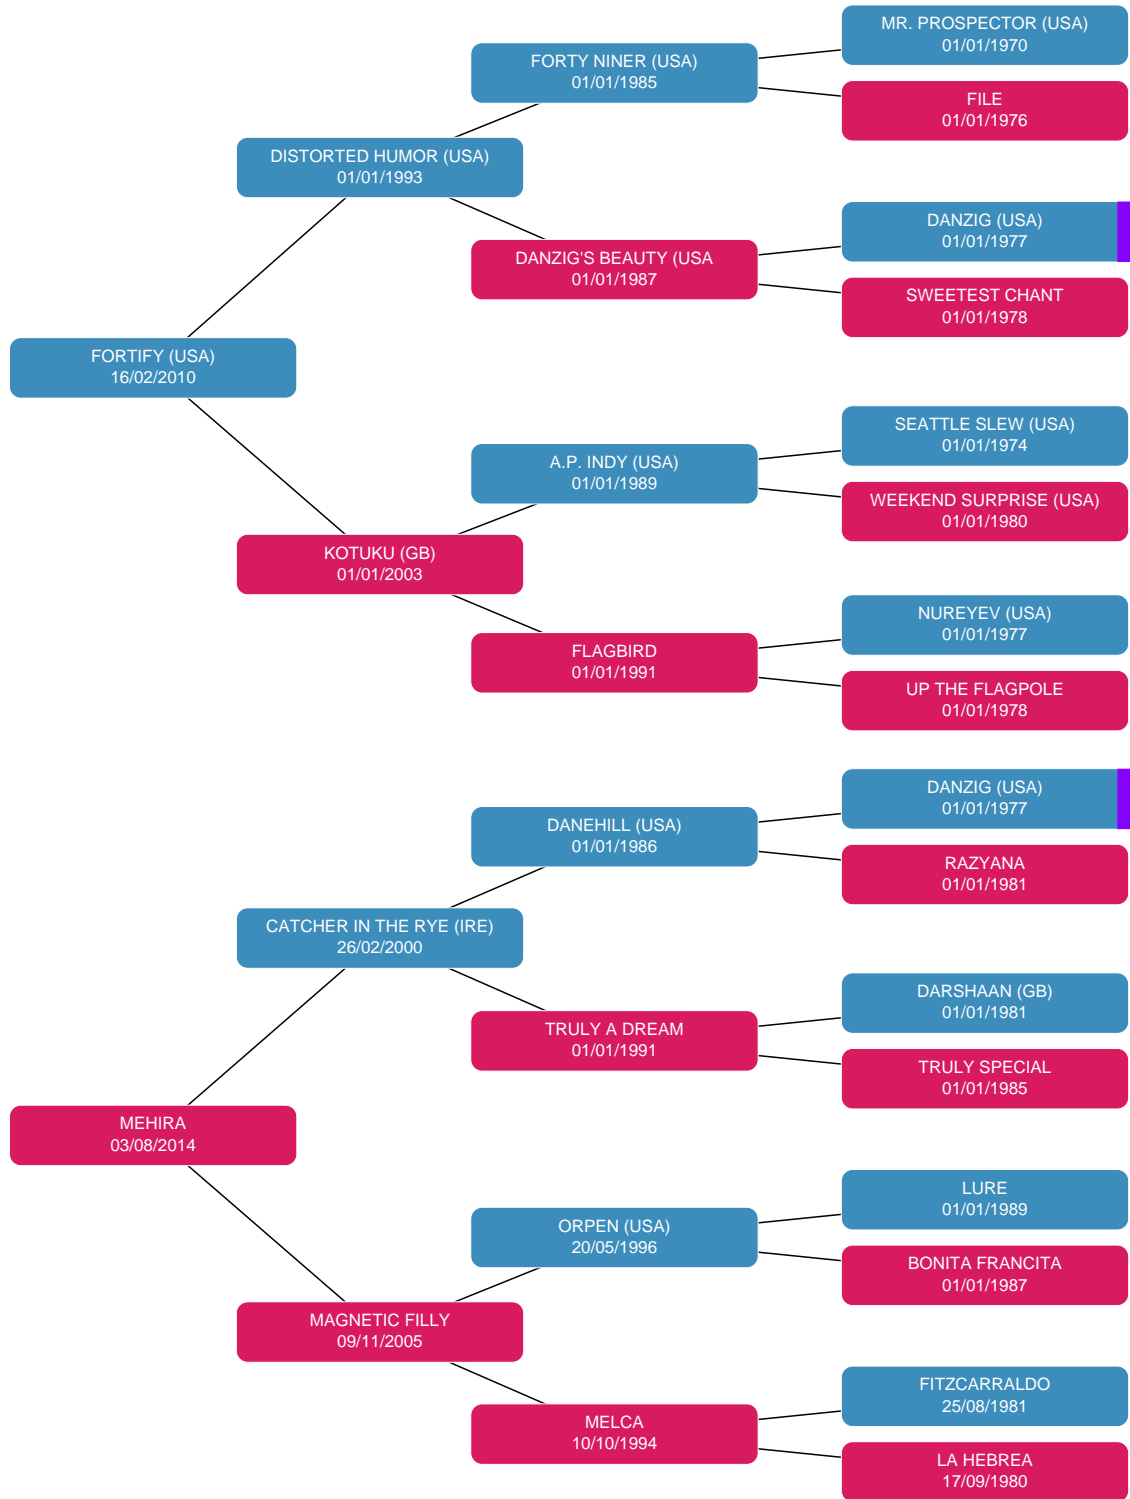 MR. PROSPECTOR (USA)
01/01/1970
FORTY NINER (USA)
01/01/1985
FILE
01/01/1976
DISTORTED HUMOR (USA)
01/01/1993
DANZIG (USA)
01/01/1977
DANZIG'S BEAUTY (USA
01/01/1987
SWEETEST CHANT
01/01/1978
FORTIFY (USA)
16/02/2010
SEATTLE SLEW (USA)
01/01/1974
A.P. INDY (USA)
01/01/1989
WEEKEND SURPRISE (USA)
01/01/1980
KOTUKU (GB)
01/01/2003
NUREYEV (USA)
01/01/1977
FLAGBIRD
01/01/1991
UP THE FLAGPOLE
01/01/1978
DANZIG (USA)
01/01/1977
DANEHILL (USA)
01/01/1986
RAZYANA
01/01/1981
CATCHER IN THE RYE (IRE)
26/02/2000
DARSHAAN (GB)
01/01/1981
TRULY A DREAM
01/01/1991
TRULY SPECIAL
01/01/1985
MEHIRA
03/08/2014
LURE
01/01/1989
ORPEN (USA)
20/05/1996
BONITA FRANCITA
01/01/1987
MAGNETIC FILLY
09/11/2005
FITZCARRALDO
25/08/1981
MELCA
10/10/1994
LA HEBREA
17/09/1980